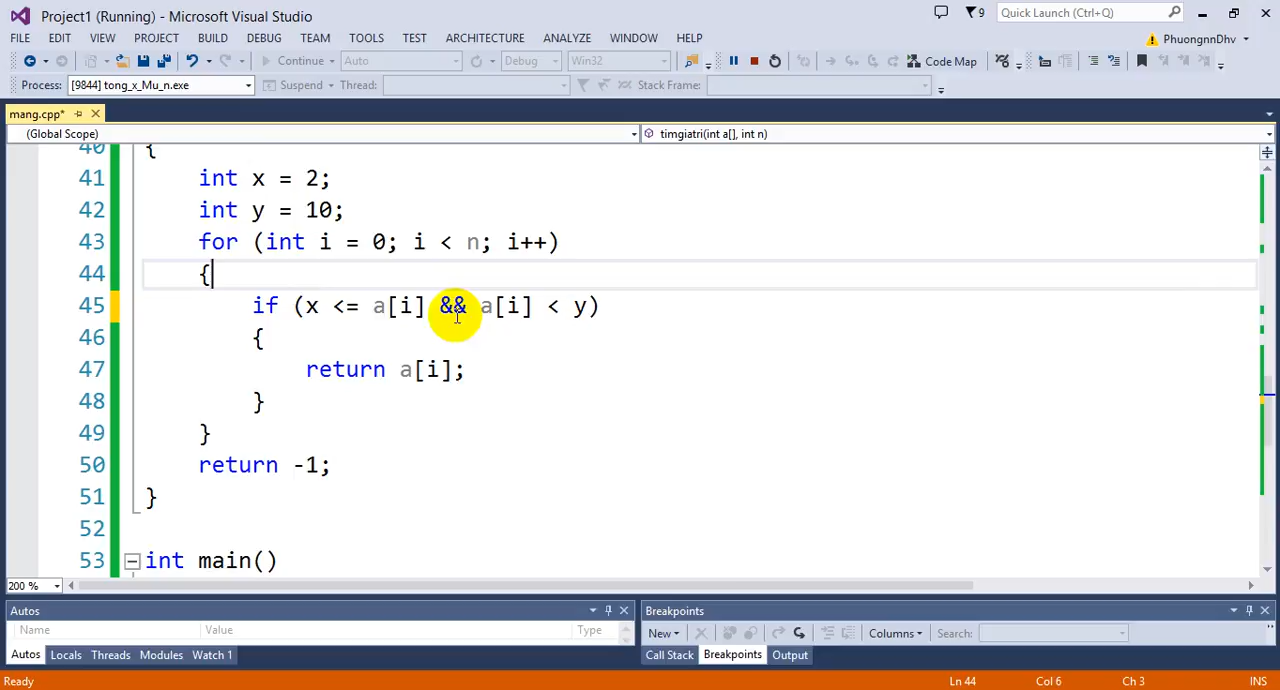 Project1 (Running) - Microsoft Visual Studio
9
Quick Launch (Ctrl+Q)
FILE EDIT VIEW PROJECT BUILD DEBUG TEAM TOOLS TEST ARCHITECTURE ANALYZE WINDOW HELP
PhuongnnDhv
Continue Auto Debug Win32 Code Map
Process: [9844] tong_x_Mu_n.exe Suspend Thread: Stack Frame:
mang.cpp*
(Global Scope) timgiatri(int a[], int n)
40 {
41 int x = 2;
42 int y = 10;
43 for (int i = 0; i < n; i++)
44 {
45 if (x <= a[i] && a[i] < y)
46 {
47 return a[i];
48 }
49 }
50 return -1;
51 }
52
53 int main()
200 %
Autos
Breakpoints
Name Value Type
New Columns Search:
Autos Locals Threads Modules Watch 1
Call Stack Breakpoints Output
Ready Ln 44 Col 6 Ch 3 INS